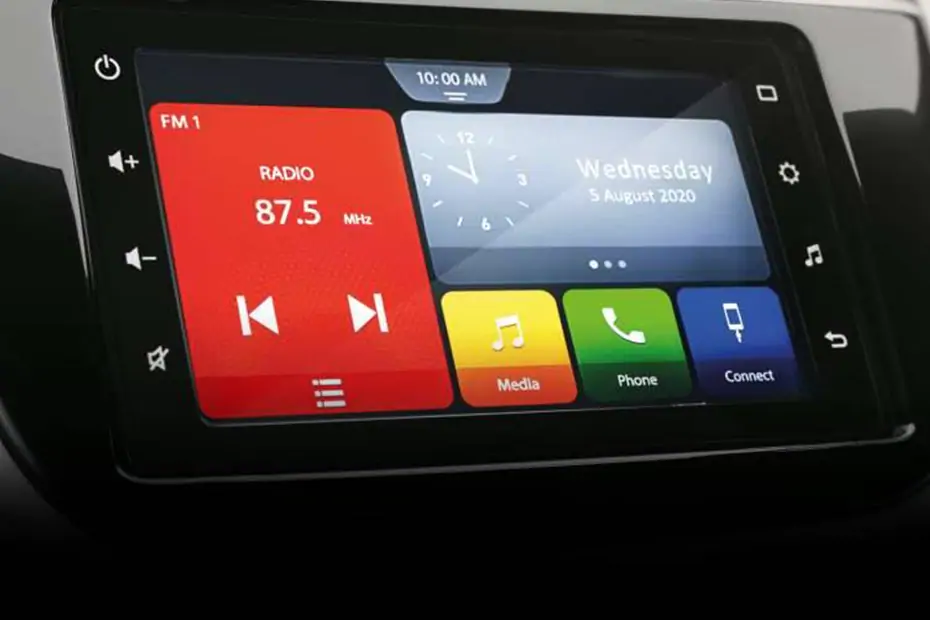 10:00 AM
FM 1
RADIO
87.5 MHz
12
9
3
6
Wednesday
5 August 2020
Media
Phone
Connect